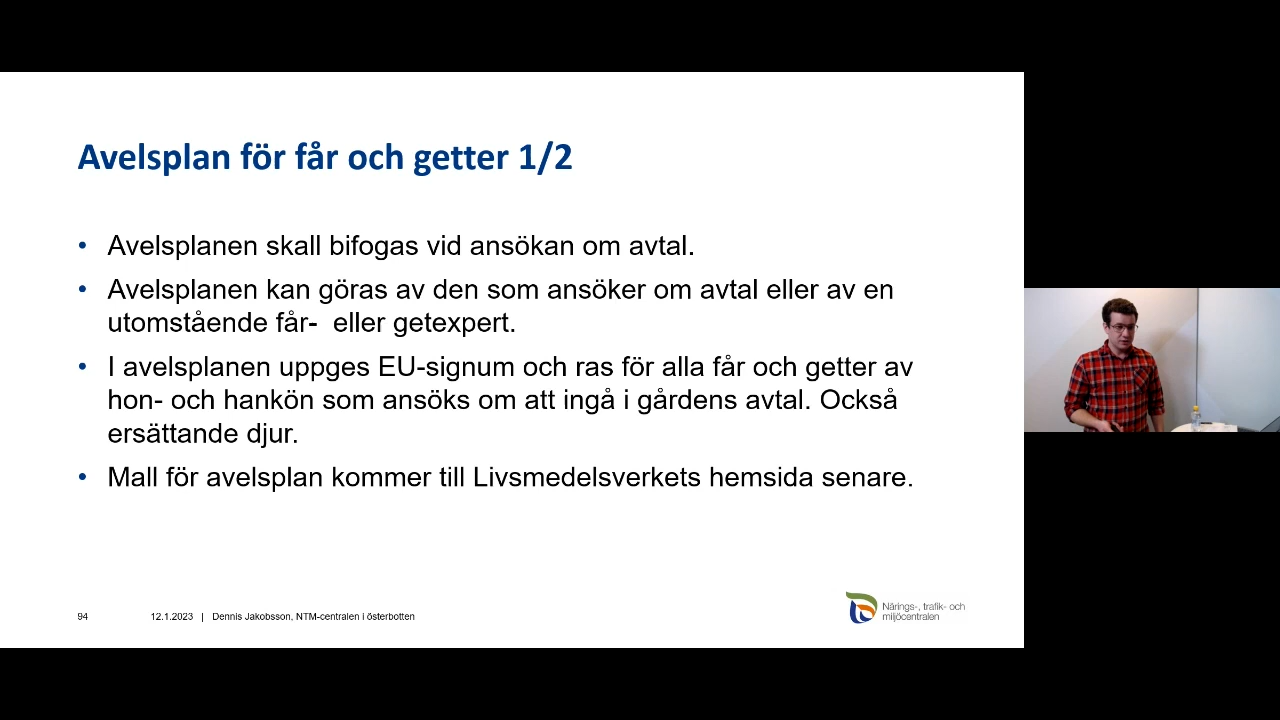 Avelsplan för får och getter 1/2
• Avelsplanen skall bifogas vid ansökan om avtal.
• Avelsplanen kan göras av den som ansöker om avtal eller av en
utomstående får-  eller getexpert.
• I avelsplanen uppges EU-signum och ras för alla får och getter av
hon- och hankön som ansöks om att ingå i gårdens avtal. Också
ersättande djur.
• Mall för avelsplan kommer till Livsmedelsverkets hemsida senare.
94 12.1.2023 | Dennis Jakobsson, NTM-centralen i österbotten
Närings-, trafik- och
miljöcentralen